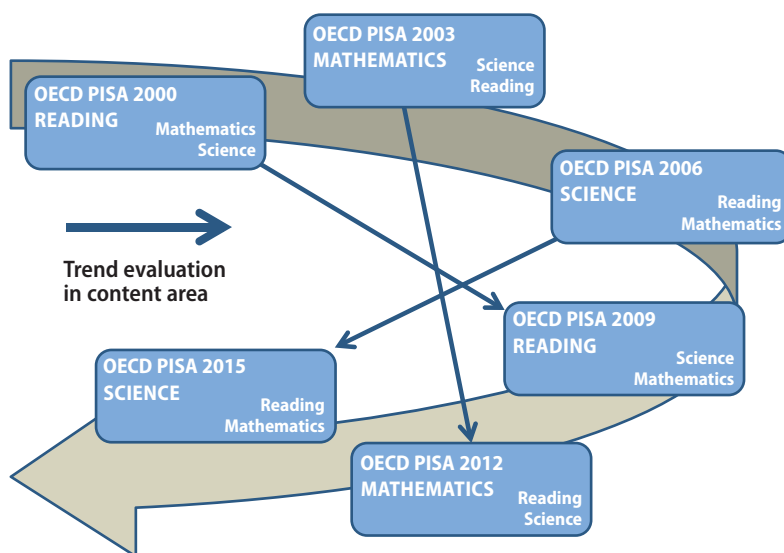 OECD PISA 2003
MATHEMATICS
Science
Reading
OECD PISA 2000
READING
Mathematics
Science
OECD PISA 2006
SCIENCE
Reading
Mathematics
Trend evaluation
in content area
OECD PISA 2009
READING
Science
Mathematics
OECD PISA 2015
SCIENCE
Reading
Mathematics
OECD PISA 2012
MATHEMATICS
Reading
Science